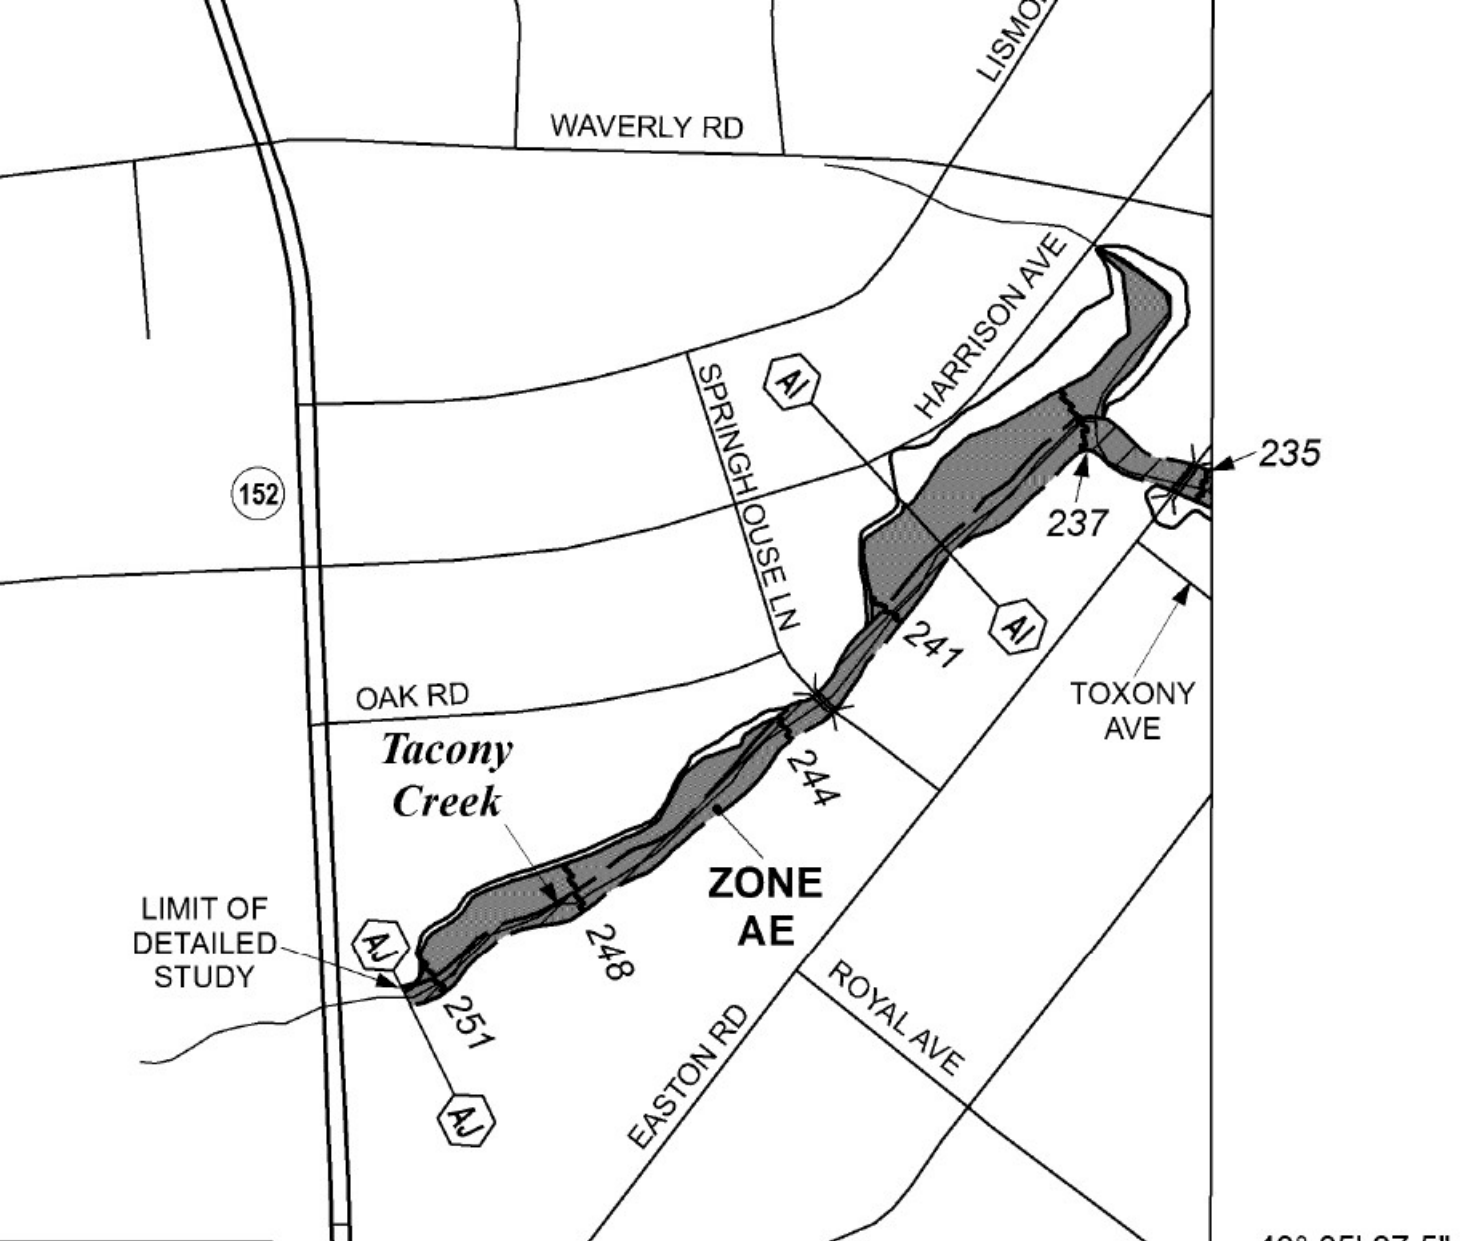 LISMO
WAVERLY RD
HARRISON AVE
SPRINGHOUSE LN
AI
235
152
237
AI
241
TOXONY
AVE
OAK RD
Tacony
Creek
244
ZONE
AE
LIMIT OF
DETAILED
STUDY
AJ
248
251
ROYAL AVE
EASTON RD
AJ